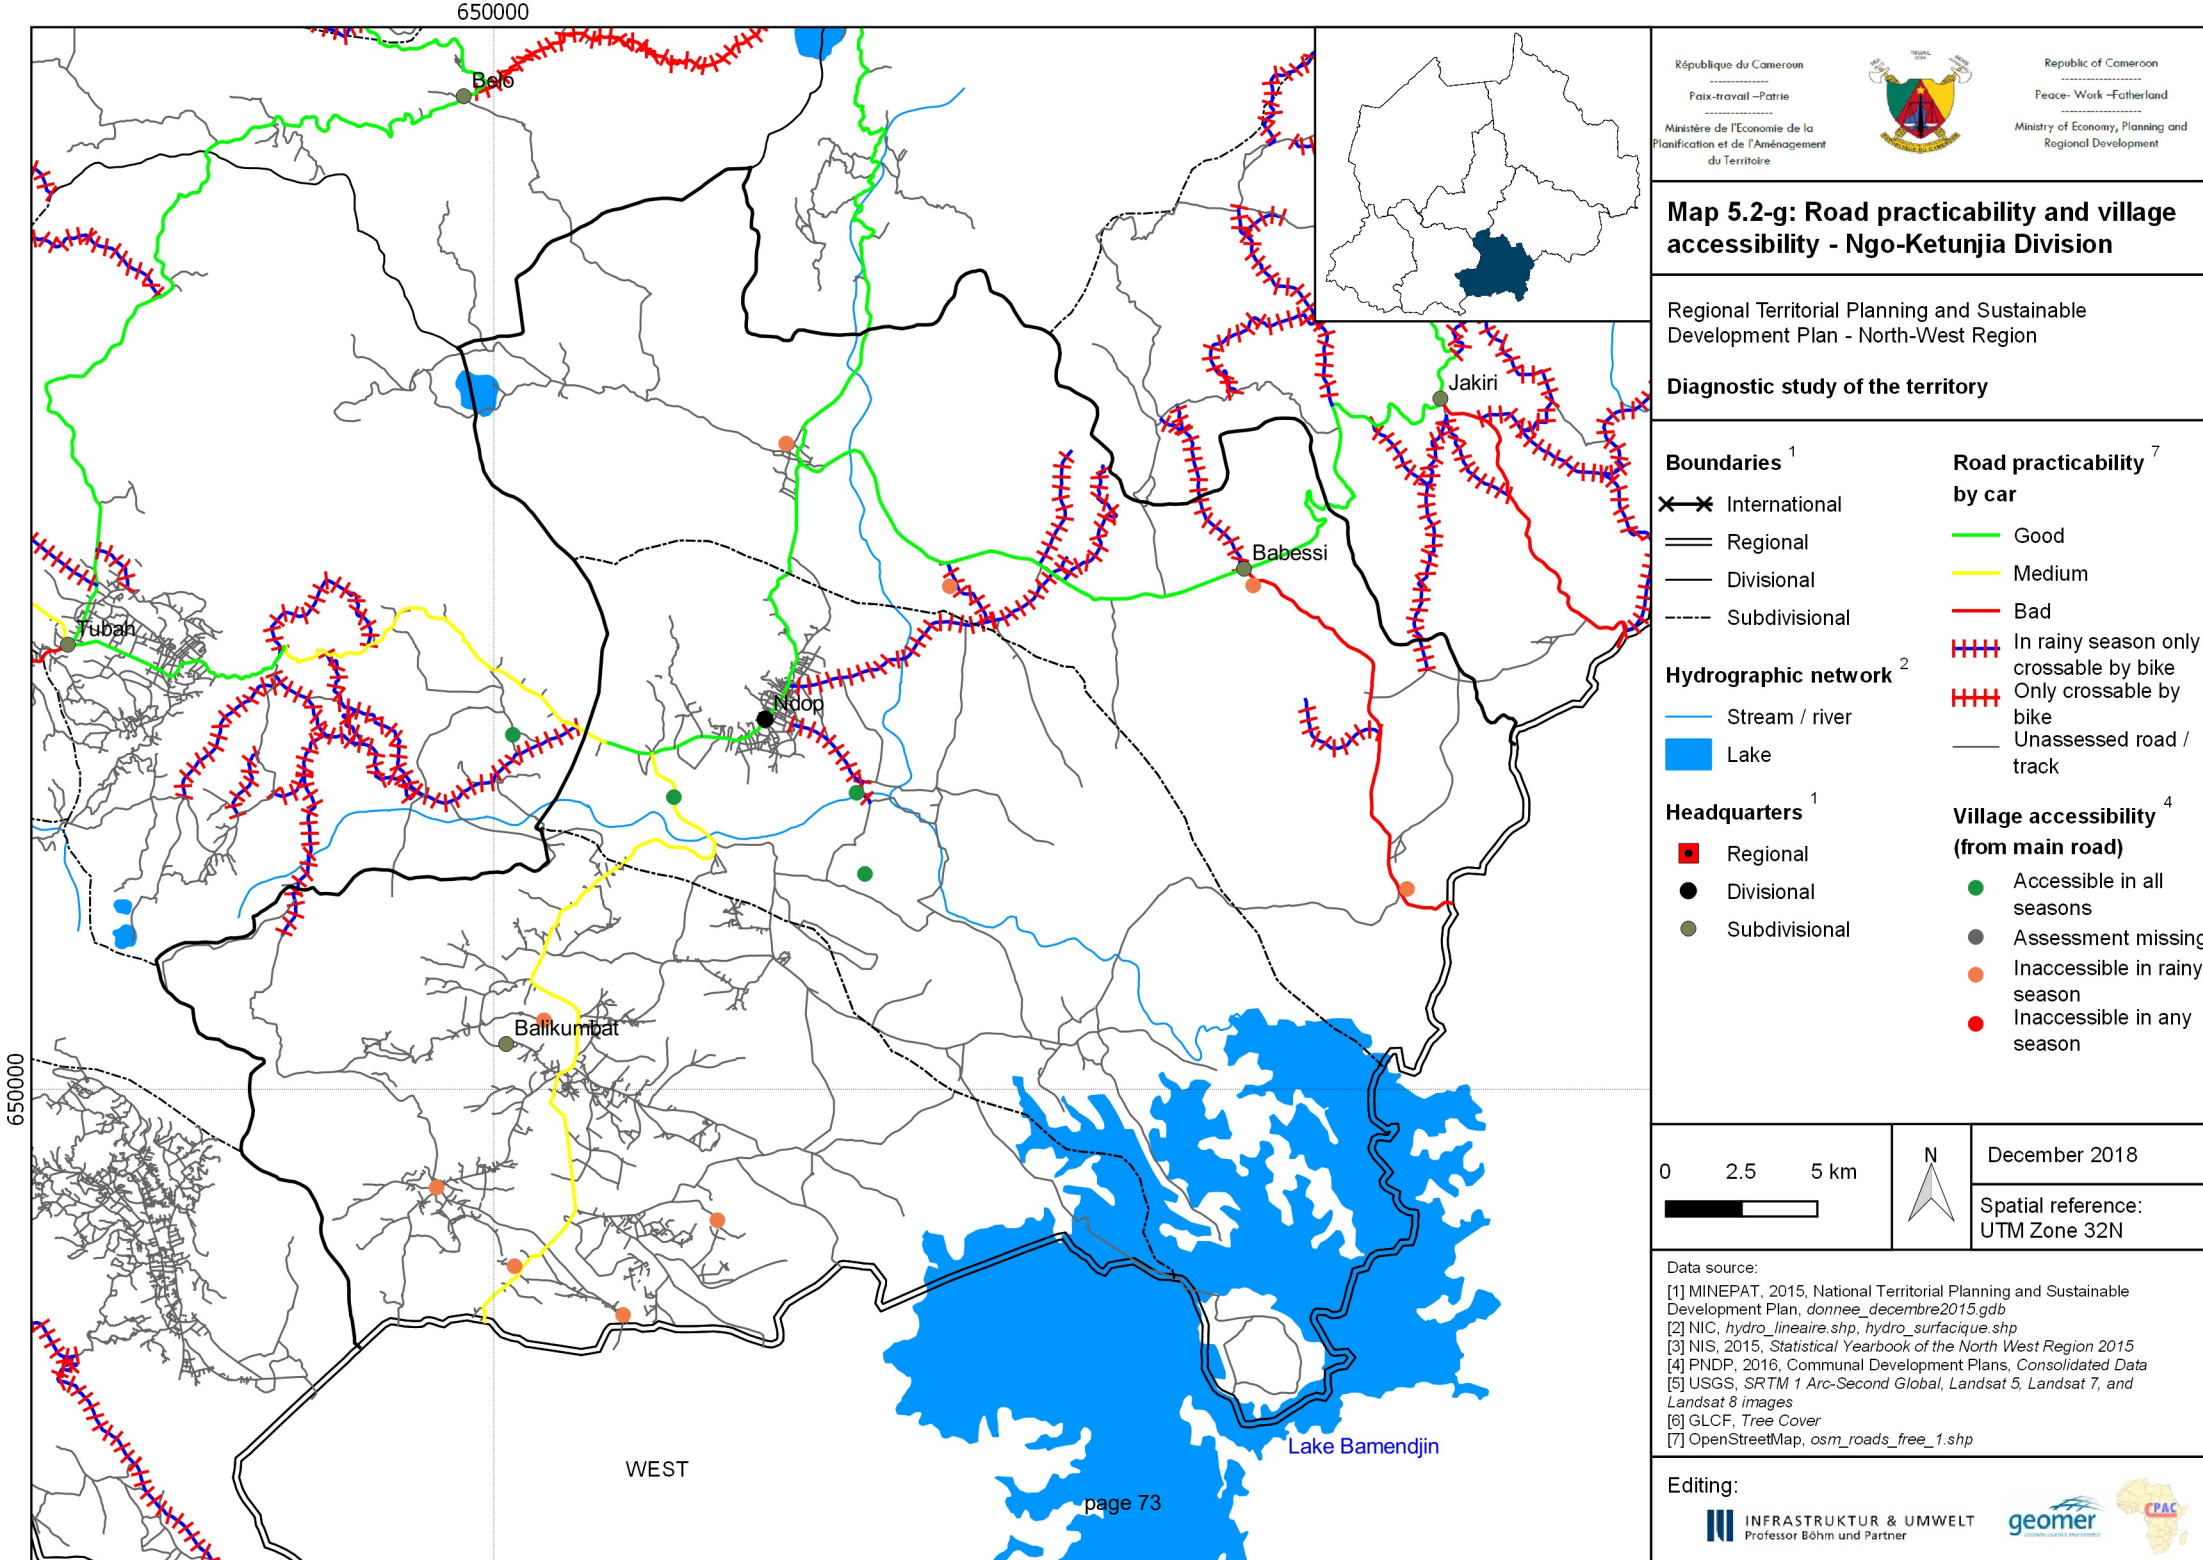 650000
650000
Belo
Jakiri
Babessi
Tubah
Ndop
Balikumbat
WEST
Lake Bamendjin
page 73
République du Cameroun
---------------
Paix-travail –Patrie
----------------
Ministère de l'Economie de la
Planification et de l'Aménagement
du Territoire
Republic of Cameroon
-------------------
Peace- Work –Fatherland
-------------------
Ministry of Economy, Planning and
Regional Development
Map 5.2-g: Road practicability and village
accessibility - Ngo-Ketunjia Division
Regional Territorial Planning and Sustainable
Development Plan - North-West Region
Diagnostic study of the territory
Boundaries 1
International
Regional
Divisional
Subdivisional
Hydrographic network 2
Stream / river
Lake
Headquarters 1
Regional
Divisional
Subdivisional
Road practicability 7
by car
Good
Medium
Bad
In rainy season only
crossable by bike
Only crossable by
bike
Unassessed road /
track
Village accessibility 4
(from main road)
Accessible in all
seasons
Assessment missing
Inaccessible in rainy
season
Inaccessible in any
season
0 2.5 5 km
N
December 2018
Spatial reference:
UTM Zone 32N
Data source:
[1] MINEPAT, 2015, National Territorial Planning and Sustainable
Development Plan, donnee_decembre2015.gdb
[2] NIC, hydro_lineaire.shp, hydro_surfacique.shp
[3] NIS, 2015, Statistical Yearbook of the North West Region 2015
[4] PNDP, 2016, Communal Development Plans, Consolidated Data
[5] USGS, SRTM 1 Arc-Second Global, Landsat 5, Landsat 7, and
Landsat 8 images
[6] GLCF, Tree Cover
[7] OpenStreetMap, osm_roads_free_1.shp
Editing:
INFRASTRUKTUR & UMWELT
Professor Böhm und Partner
geomer
CPAC